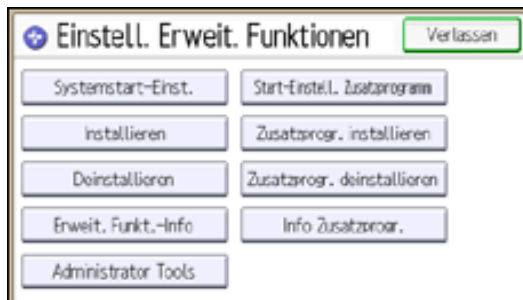 Einstell. Erweit. Funktionen
Verlassen
Systemstart-Einst.
Start-Einstell. Zusatzprogramm
Installieren
Zusatzprogr. installieren
Deinstallieren
Zusatzprogr. deinstallieren
Erweit. Funkt.-Info
Info Zusatzprogr.
Administrator Tools